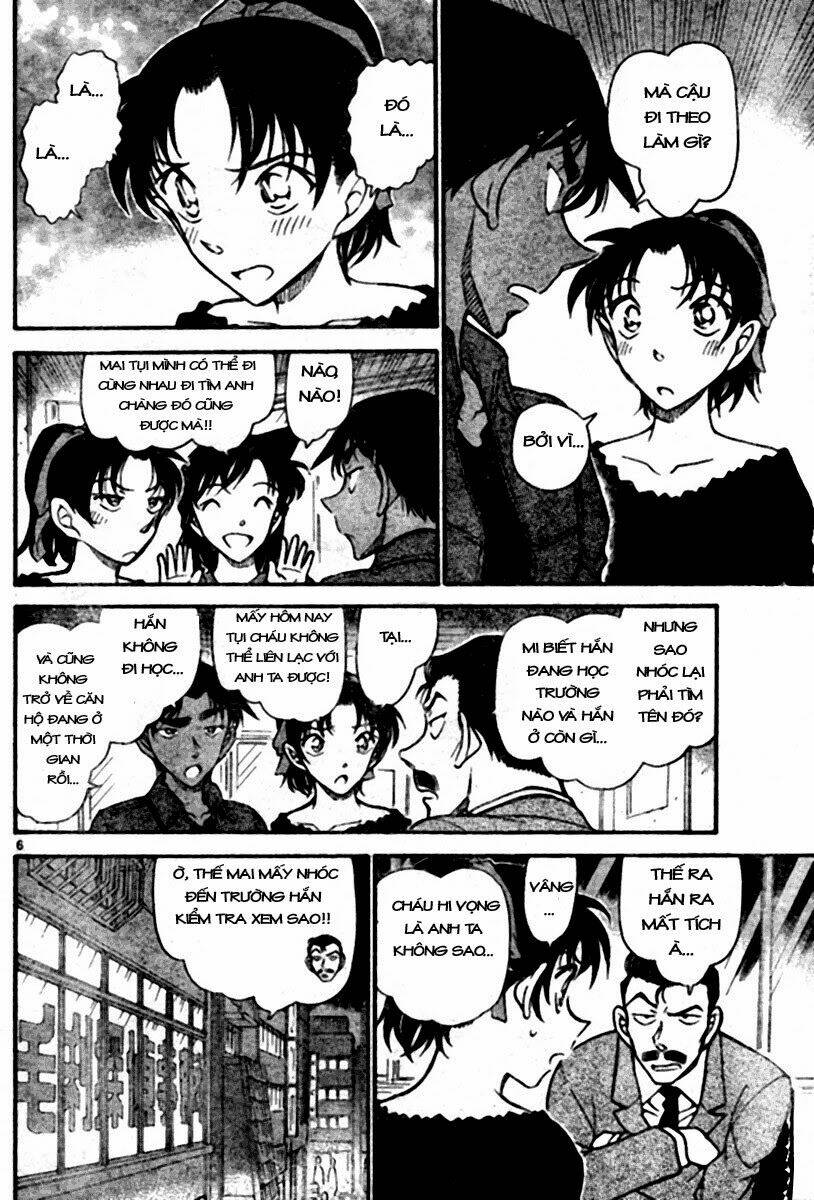 MÀ CẬU
ĐI THEO
LÀM GÌ?
BỞI VÌ...
ĐÓ
LÀ...
LÀ...
LÀ...
NÀO,
NÀO!
MAI TỤI MÌNH CÓ THỂ ĐI
CÙNG NHAU ĐI TÌM ANH
CHÀNG ĐÓ CŨNG
ĐƯỢC MÀ!!
NHƯNG
SAO
NHÓC LẠI
PHẢI TÌM
TÊN ĐÓ?
MI BIẾT HẮN
ĐANG HỌC
TRƯỜNG
NÀO VÀ HẮN
Ở CÒN GÌ...
TẠI...
MẤY HÔM NAY
TỤI CHÁU KHÔNG
THỂ LIÊN LẠC VỚI
ANH TA ĐƯỢC!
HẮN
KHÔNG
ĐI HỌC...
VÀ CŨNG
KHÔNG
TRỞ VỀ CĂN
HỘ ĐANG Ở
MỘT THỜI
GIAN
RỒI...
6
THẾ RA
HẮN RA
MẤT TÍCH
À...
VÂNG
...
CHÁU HI VỌNG
LÀ ANH TA
KHÔNG SAO...
Ờ, THẾ MAI MẤY NHÓC
ĐẾN TRƯỜNG HẮN
KIỂM TRA XEM SAO!!